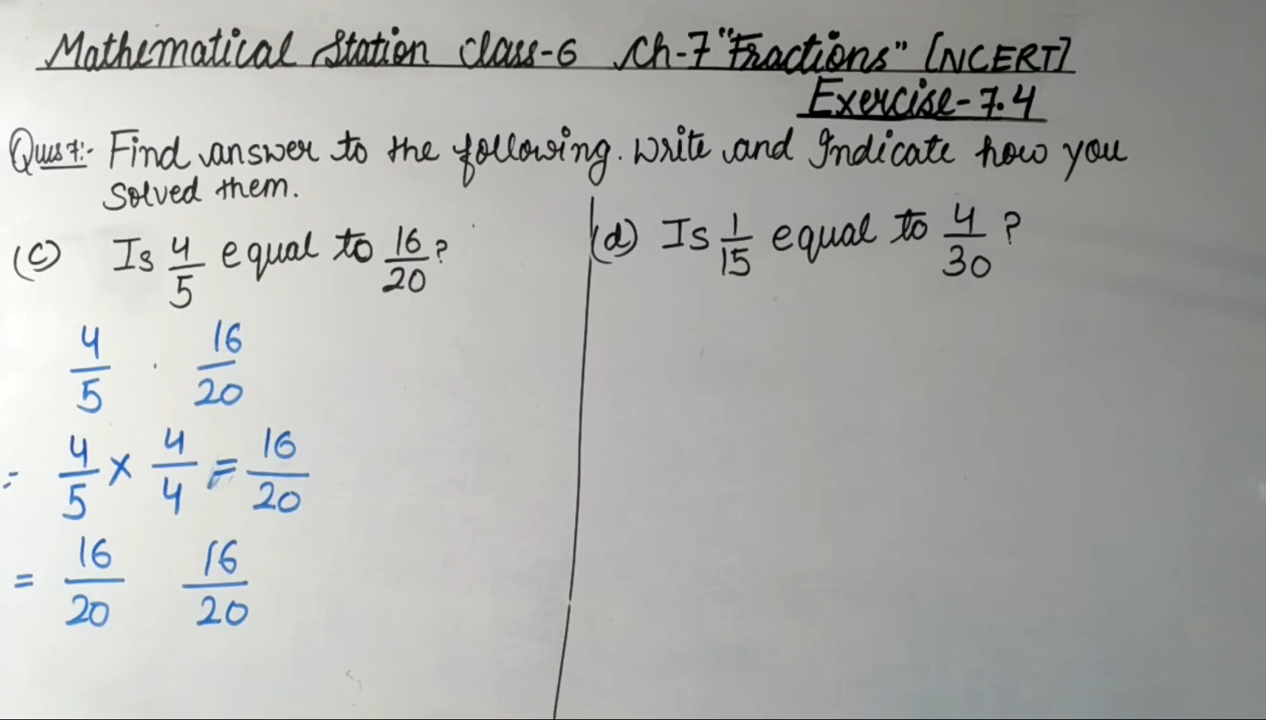 Mathematical Station Class-6 Ch-7 "Fractions" [NCERT]
Exercise-7.4
Ques 7:- Find answer to the following. Write and Indicate how you
Solved them.
(c) Is 4/5 equal to 16/20?
4/5 16/20
= 4/5 × 4/4 = 16/20
= 16/20 16/20
(d) Is 1/15 equal to 4/30?